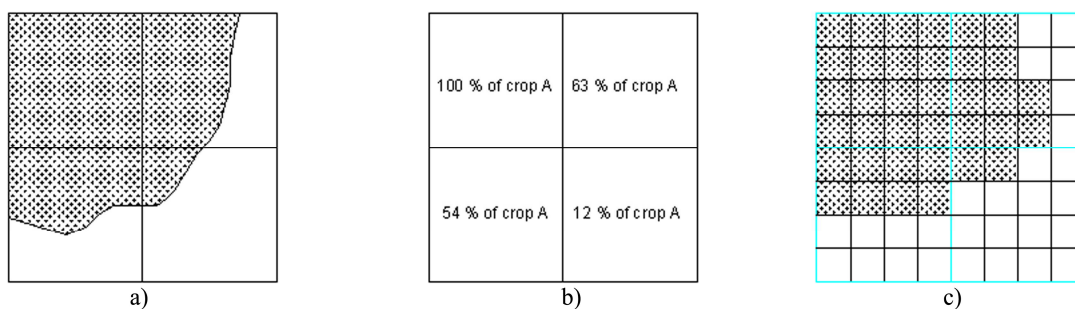 100 % of crop A 63 % of crop A
54 % of crop A 12 % of crop A
a) b) c)